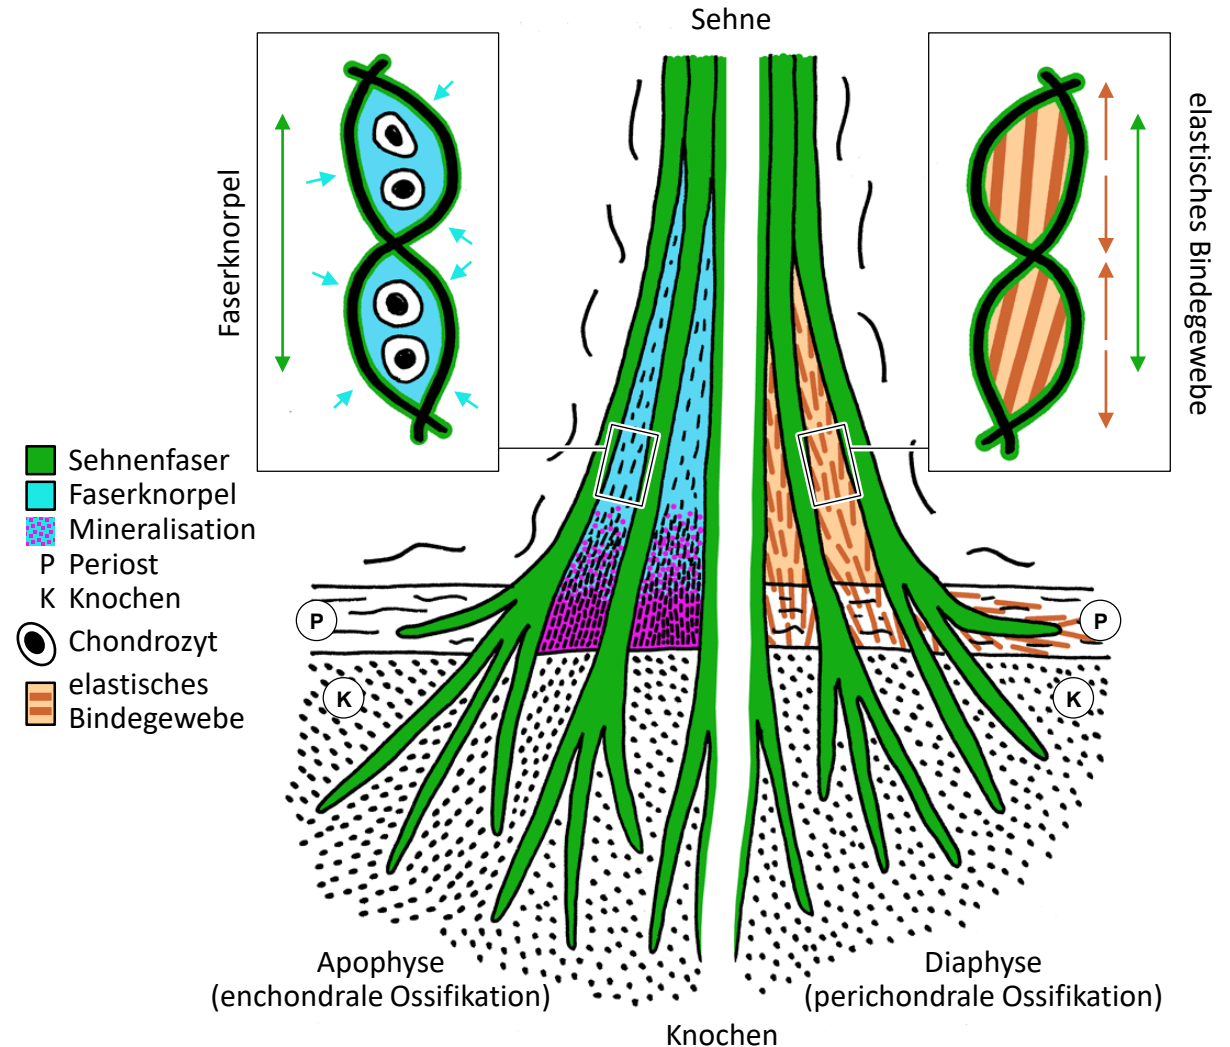 Sehne
Faserknorpel
elastisches Bindegewebe
Sehnenfaser
Faserknorpel
Mineralisation
P Periost
K Knochen
Chondrozyt
elastisches
Bindegewebe
P
P
K
K
Apophyse
(enchondrale Ossifikation)
Diaphyse
(perichondrale Ossifikation)
Knochen